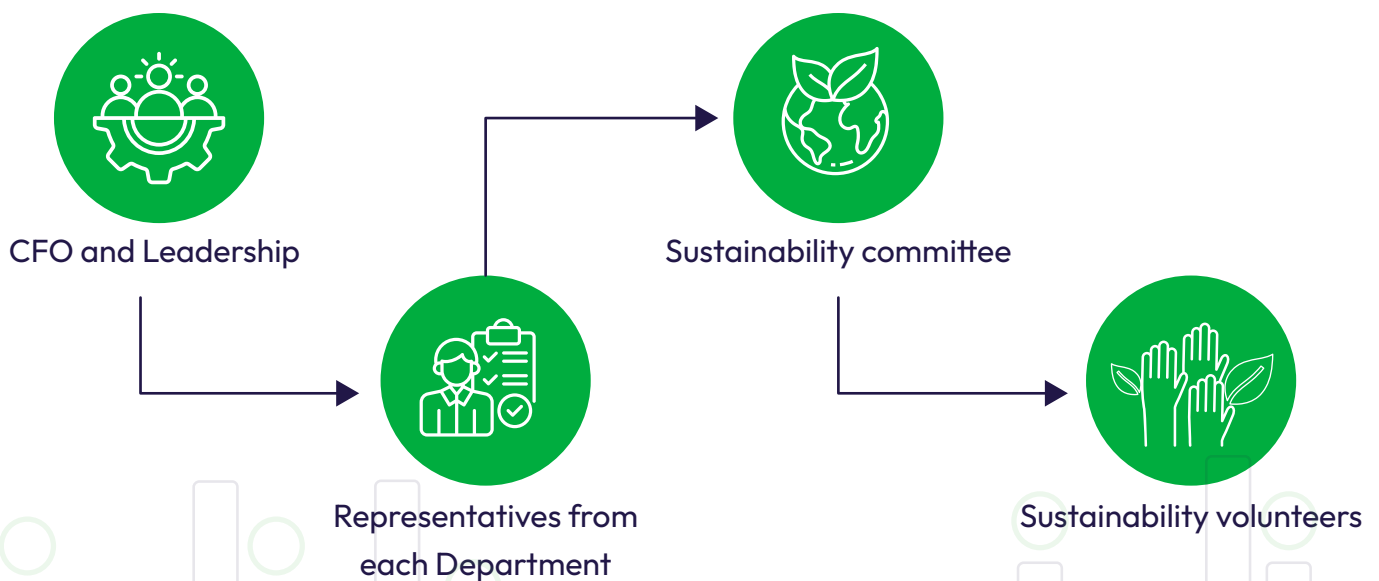 CFO and Leadership
Representatives from
each Department
Sustainability committee
Sustainability volunteers